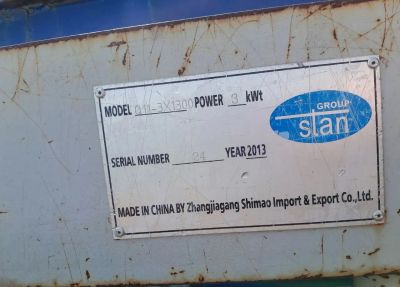 MODEL Q11-3X1300 POWER 3 kWt
GROUP
stan
SERIAL NUMBER 24 YEAR 2013
MADE IN CHINA BY Zhangjiagang Shimao Import & Export Co.,Ltd.